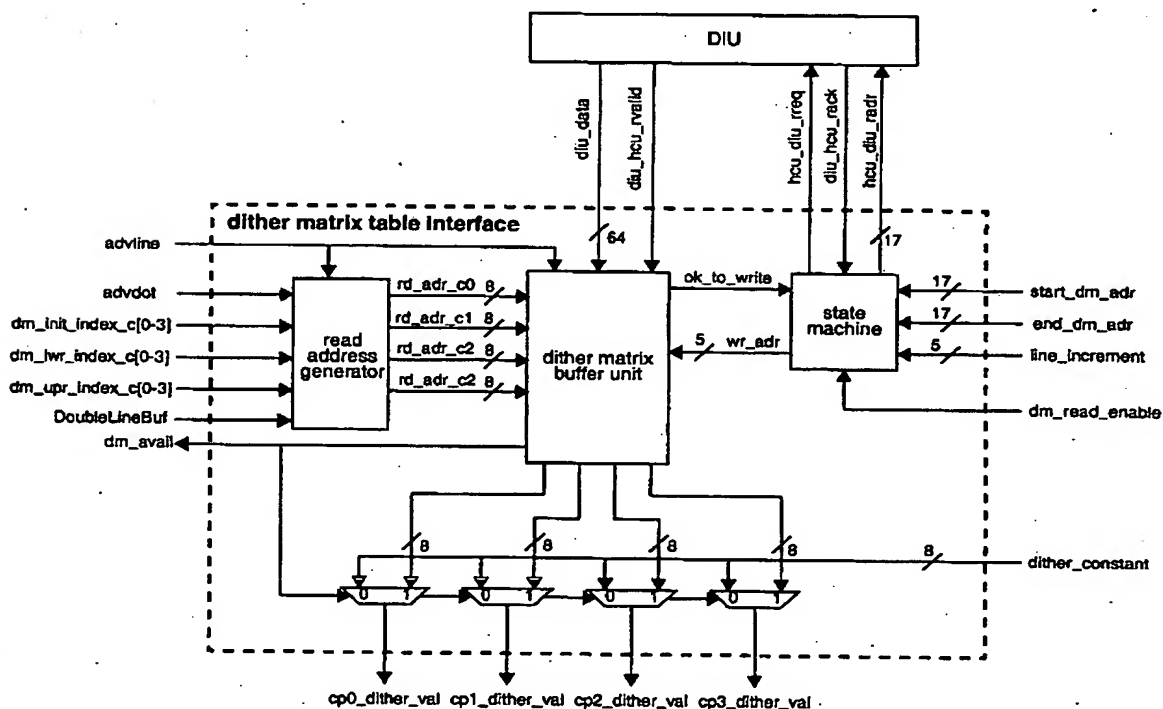 DIU
diu_data
diu_hcu_rvalid
hcu_diu_rreq
diu_hcu_rack
hcu_diu_radr
dither matrix table interface
64
17
advline
advdot
dm_init_index_c[0-3]
dm_lwr_index_c[0-3]
dm_upr_index_c[0-3]
DoubleLineBuf
dm_avail
read
address
generator
rd_adr_c0 8
rd_adr_c1 8
rd_adr_c2 8
rd_adr_c2 8
dither matrix
buffer unit
ok_to_write
5 wr_adr
state
machine
17 start_dm_adr
17 end_dm_adr
5 line_increment
dm_read_enable
8 8 8 8
8 dither_constant
0 1 0 1 0 1 0 1
cp0_dither_val cp1_dither_val cp2_dither_val cp3_dither_val